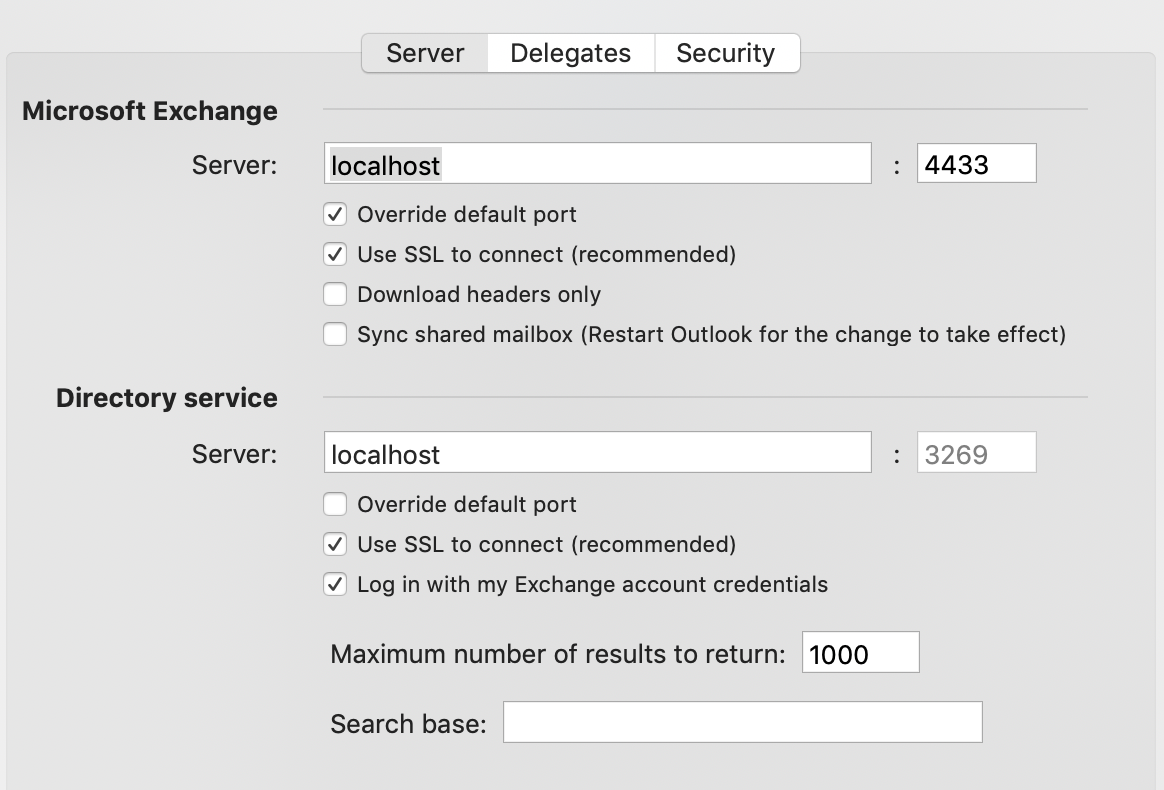 Server Delegates Security
Microsoft Exchange
Server: localhost : 4433
Override default port
Use SSL to connect (recommended)
Download headers only
Sync shared mailbox (Restart Outlook for the change to take effect)
Directory service
Server: localhost : 3269
Override default port
Use SSL to connect (recommended)
Log in with my Exchange account credentials
Maximum number of results to return: 1000
Search base: